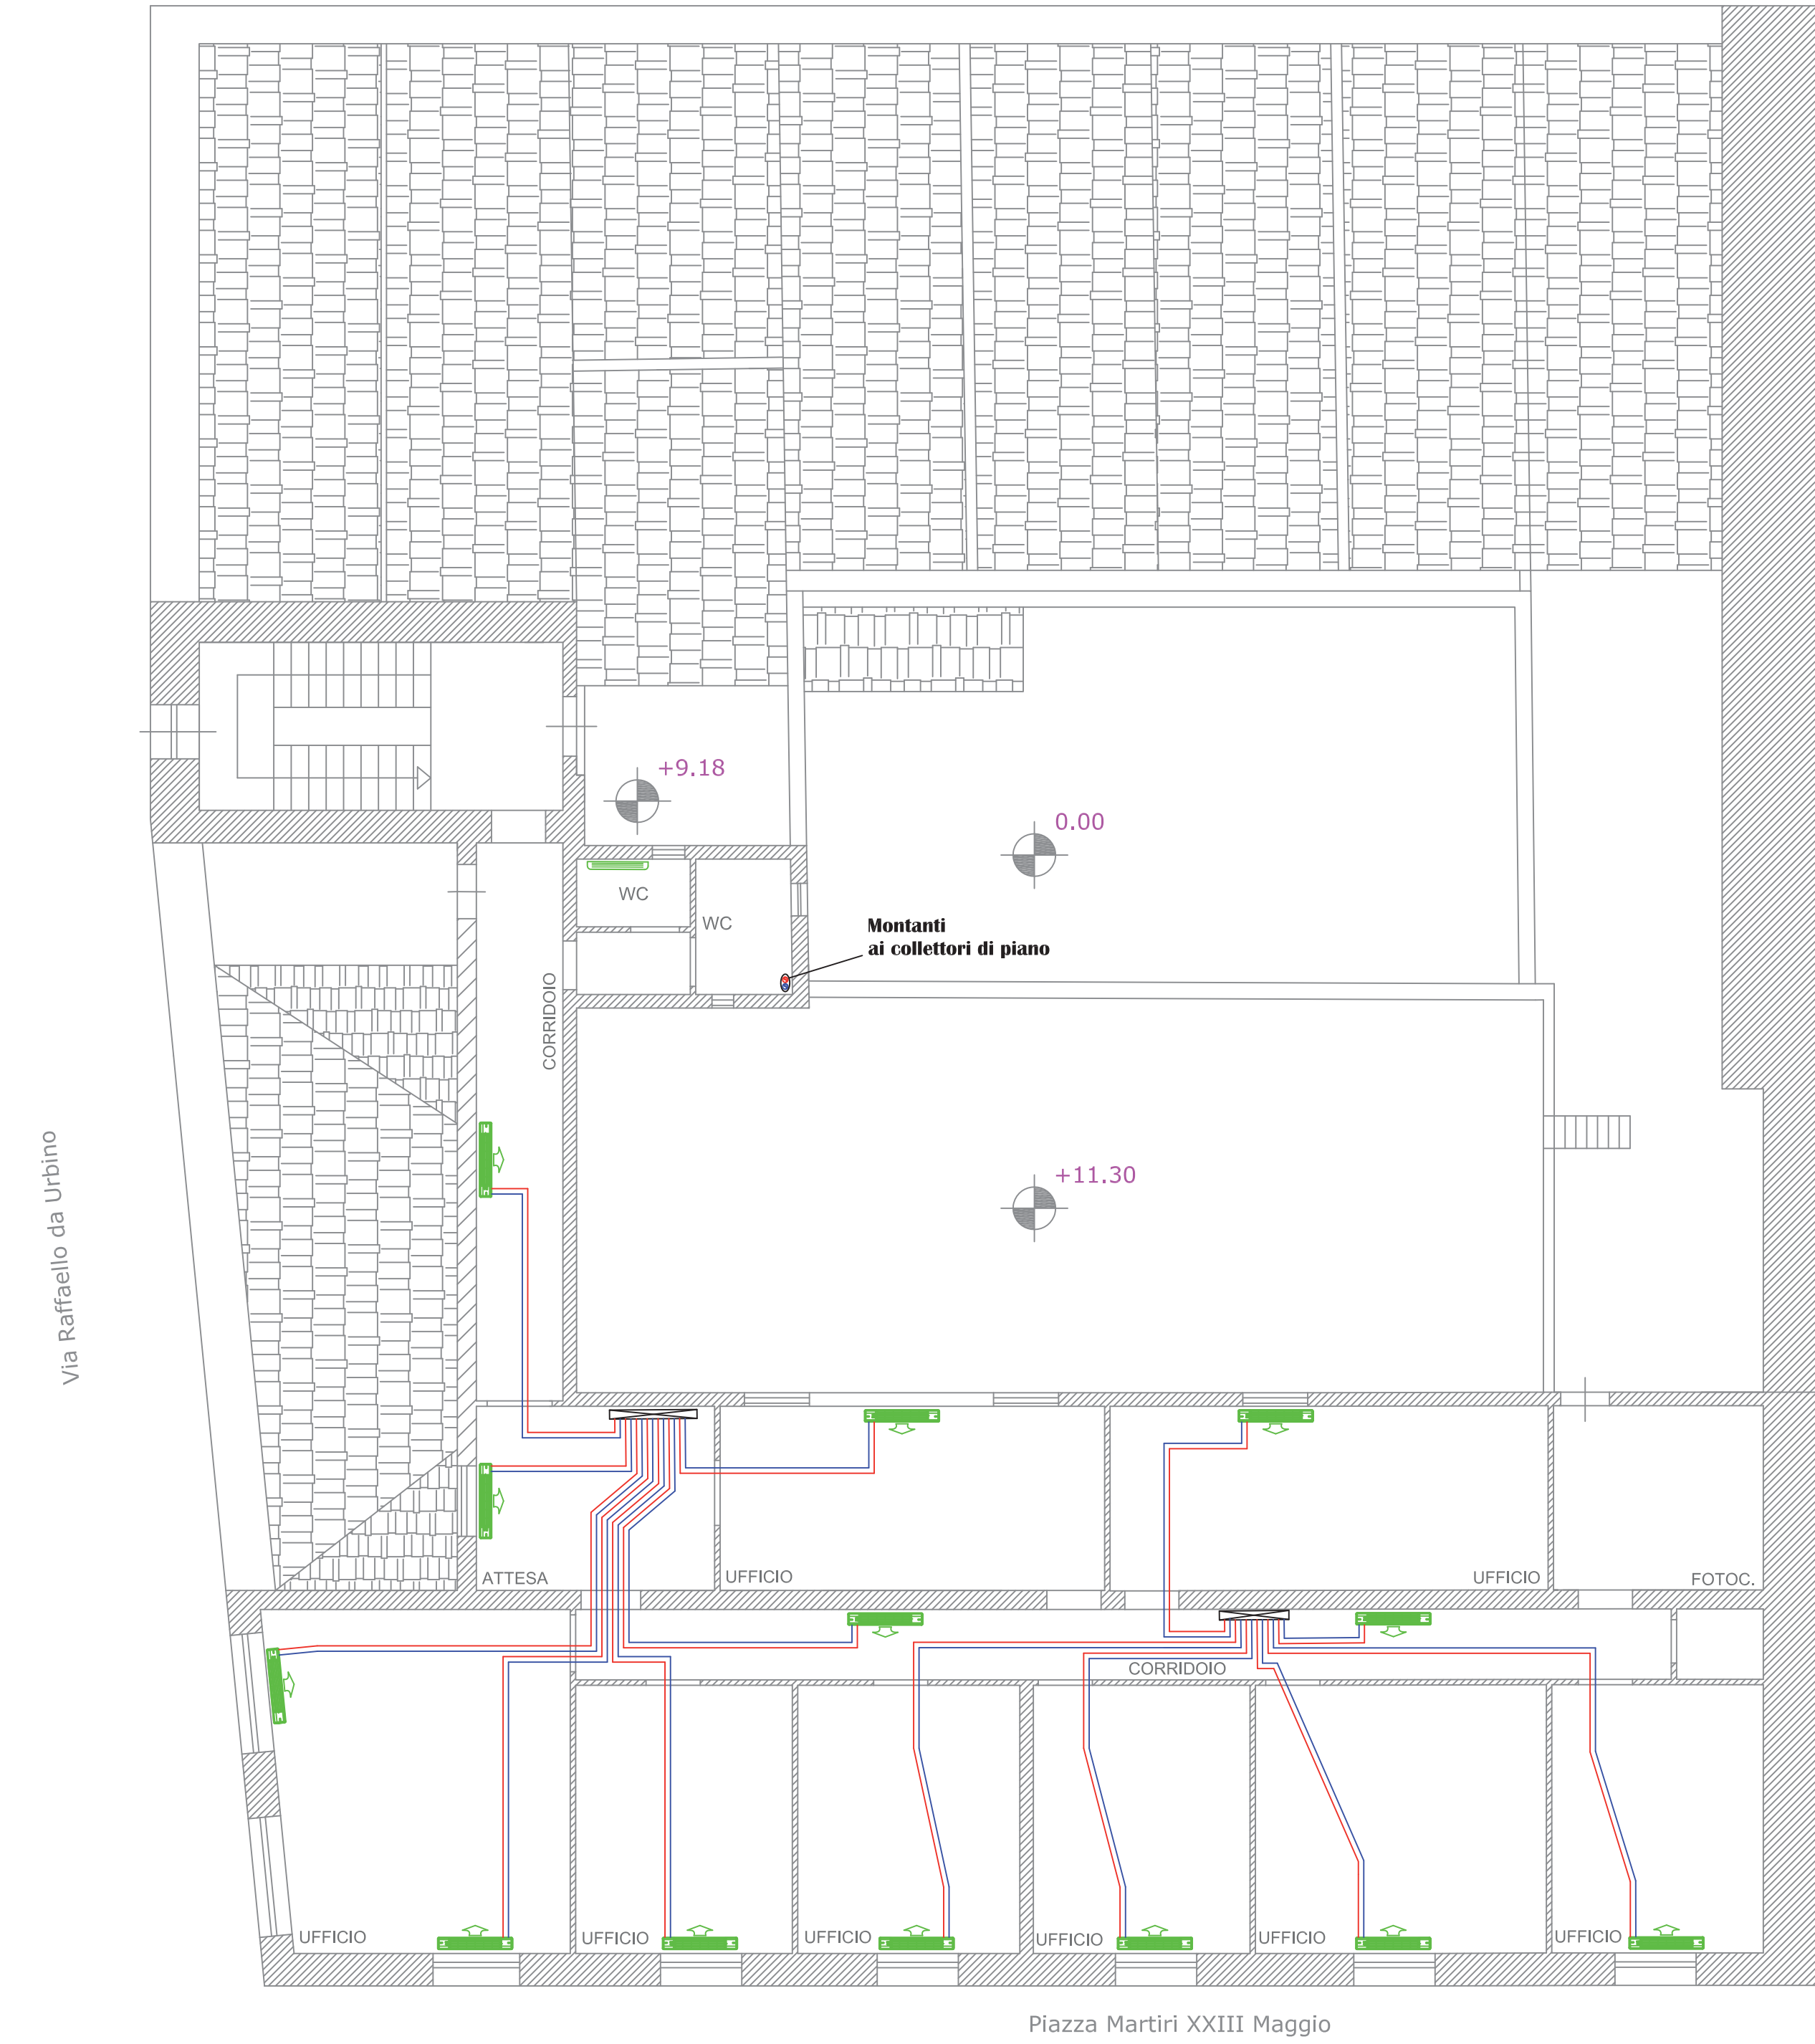 +9.18
0.00
WC
WC
Montanti
ai collettori di piano
CORRIDOIO
Via Raffaello da Urbino
+11.30
ATTESA
UFFICIO
UFFICIO
FOTOC.
CORRIDOIO
UFFICIO
UFFICIO
UFFICIO
UFFICIO
UFFICIO
UFFICIO
Piazza Martiri XXIII Maggio